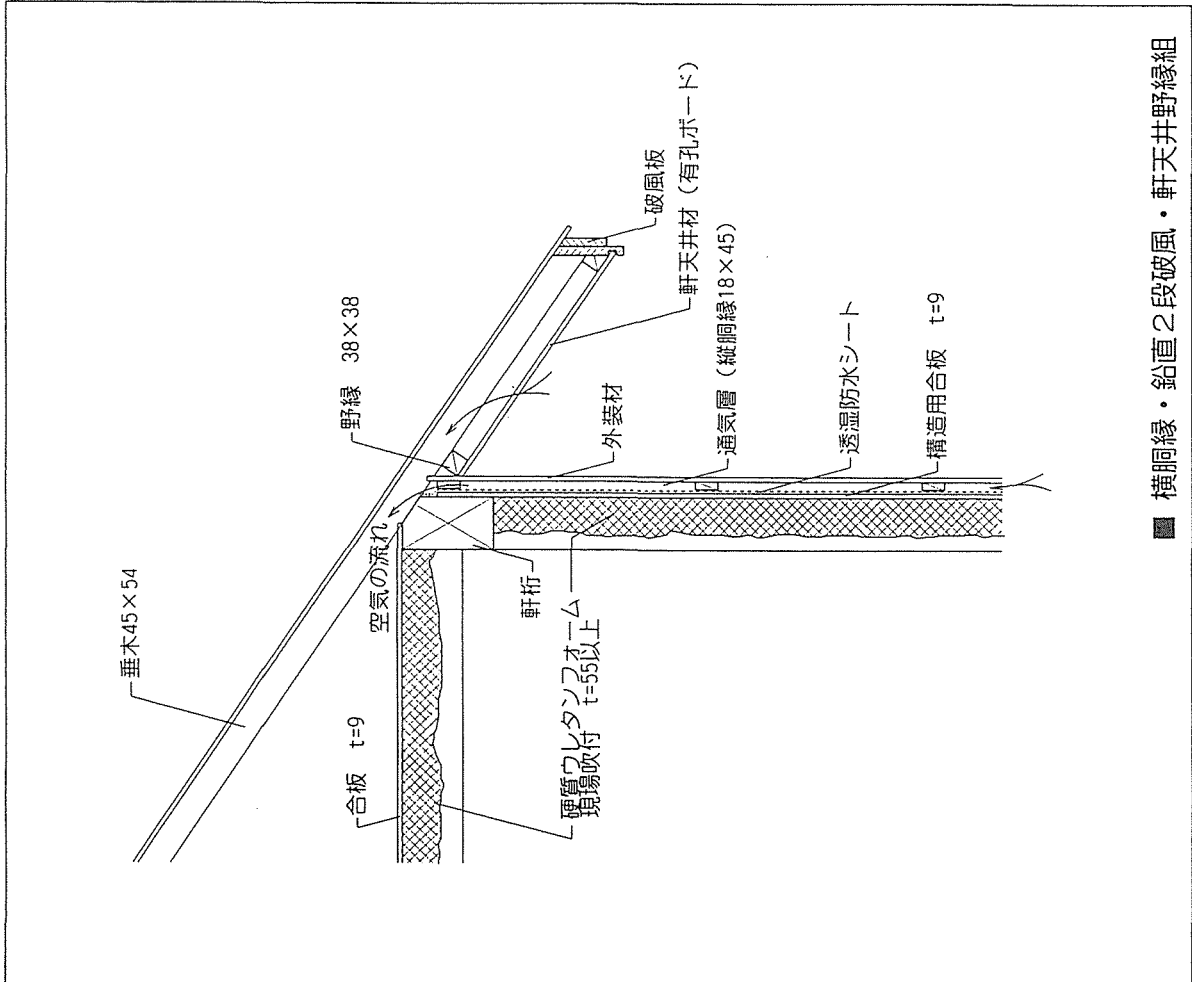 垂木45×54
合板 t=9
空気の流れ
野縁 38×38
破風板
軒天井材（有孔ボード）
外装材
通気層（縦胴縁18×45）
透湿防水シート
構造用合板 t=9
軒桁
硬質ウレタンフォーム
現場吹付 t=55以上
■ 横胴縁・鉛直２段破風・軒天井野縁組